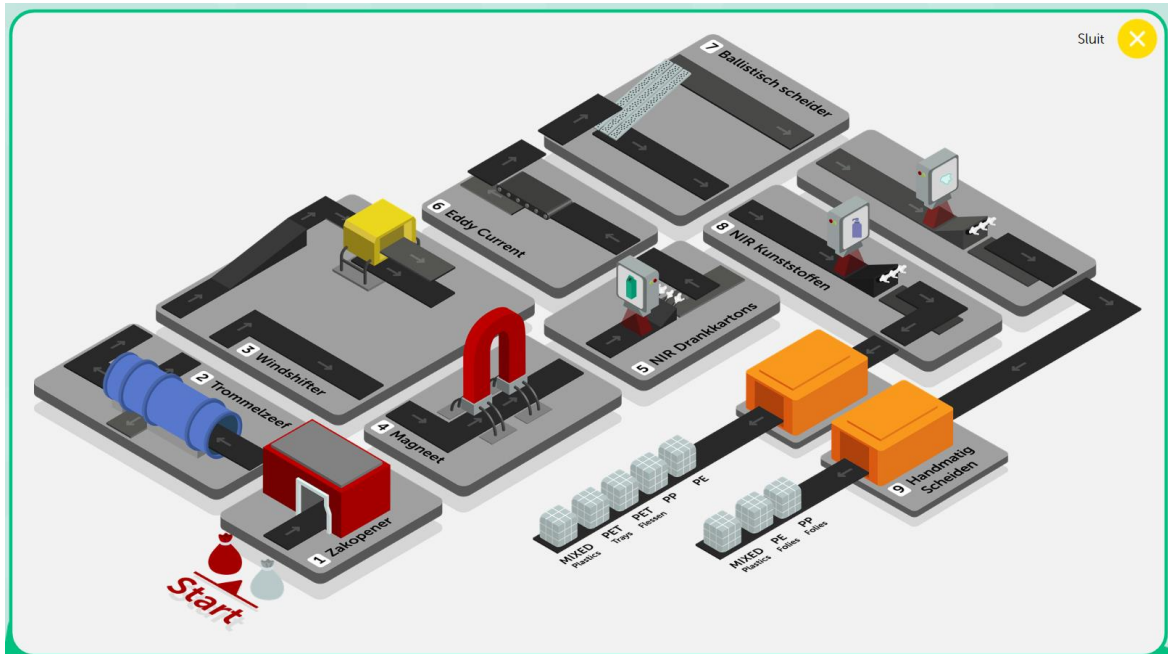 Sluit
Start
1 Zakopener
2 Trommelzeef
3 Windshifter
4 Magneet
5 NIR Drankkartons
6 Eddy Current
7 Ballistisch scheider
8 NIR Kunststoffen
9 Handmatig
Scheiden
MIXED
Plastics
PET
Trays
PET
Flessen
PP
PE
MIXED
Plastics
PE
Folies
PP
Folies